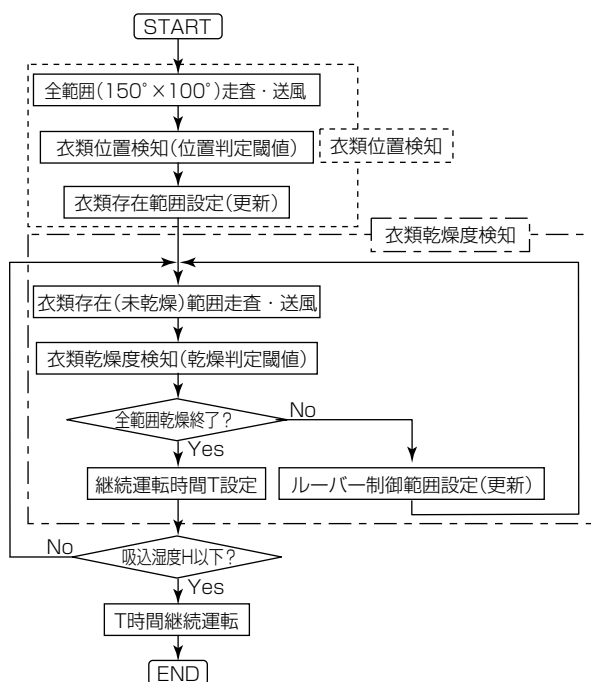 START
全範囲(150°×100°)走査・送風
衣類位置検知(位置判定閾値)
衣類位置検知
衣類存在範囲設定(更新)
衣類乾燥度検知
衣類存在(未乾燥)範囲走査・送風
衣類乾燥度検知(乾燥判定閾値)
全範囲乾燥終了?
No
Yes
継続運転時間T設定
ルーバー制御範囲設定(更新)
No
吸込湿度H以下?
Yes
T時間継続運転
END